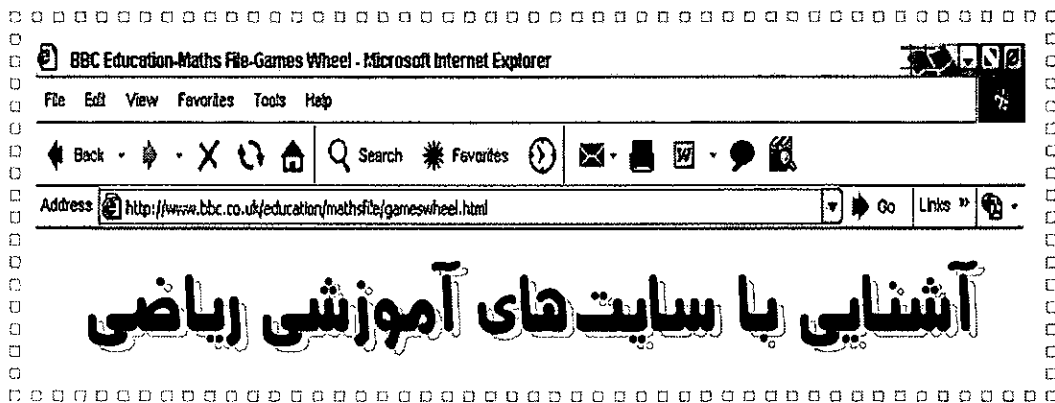 BBC Education-Maths File-Games Wheel - Microsoft Internet Explorer
File Edit View Favorites Tools Help
Back Search Favorites
Address http://www.bbc.co.uk/education/mathsfile/gameswheel.html Go Links »
آشنایی با سایت‌های آموزشی ریاضی